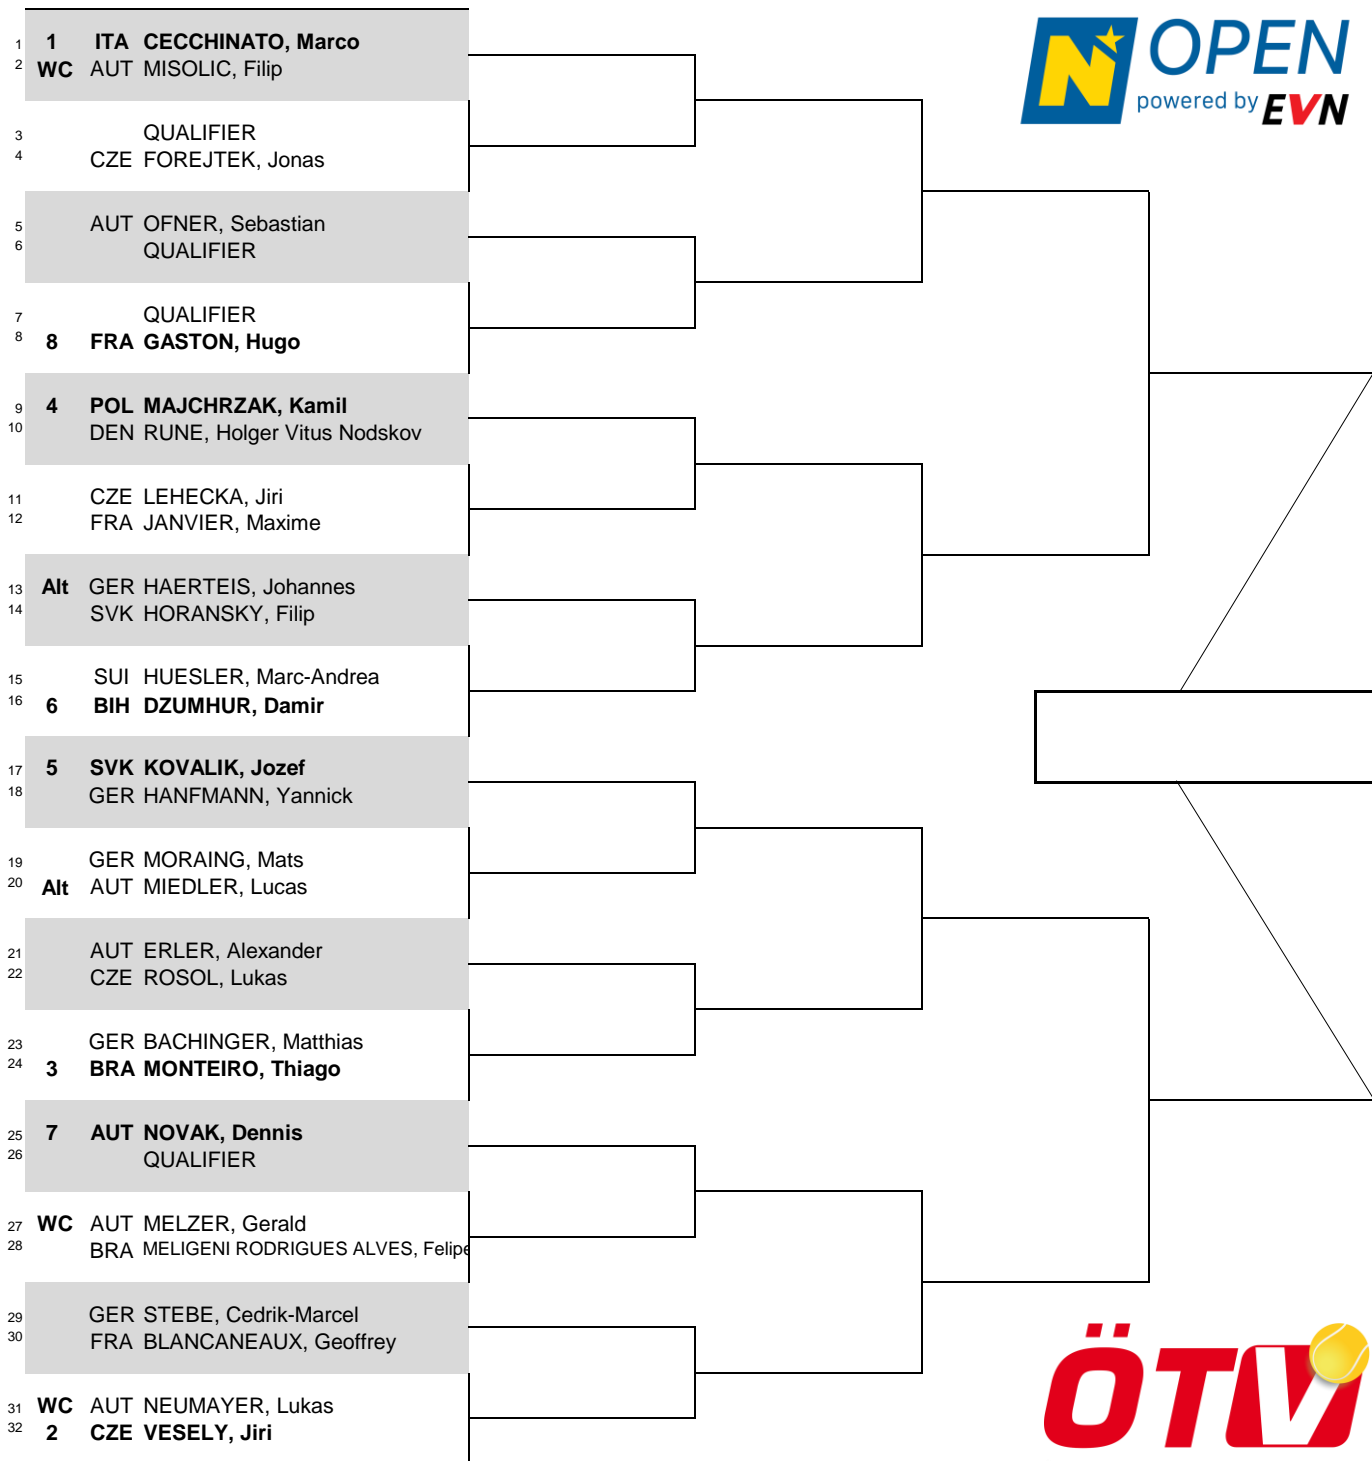 1 1 ITA CECCHINATO, Marco
2 WC AUT MISOLIC, Filip
3 QUALIFIER
4 CZE FOREJTEK, Jonas
5 AUT OFNER, Sebastian
6 QUALIFIER
7 QUALIFIER
8 8 FRA GASTON, Hugo
9 4 POL MAJCHRZAK, Kamil
10 DEN RUNE, Holger Vitus Nodskov
11 CZE LEHECKA, Jiri
12 FRA JANVIER, Maxime
13 Alt GER HAERTEIS, Johannes
14 SVK HORANSKY, Filip
15 SUI HUESLER, Marc-Andrea
16 6 BIH DZUMHUR, Damir
17 5 SVK KOVALIK, Jozef
18 GER HANFMANN, Yannick
19 GER MORAING, Mats
20 Alt AUT MIEDLER, Lucas
21 AUT ERLER, Alexander
22 CZE ROSOL, Lukas
23 GER BACHINGER, Matthias
24 3 BRA MONTEIRO, Thiago
25 7 AUT NOVAK, Dennis
26 QUALIFIER
27 WC AUT MELZER, Gerald
28 BRA MELIGENI RODRIGUES ALVES, Felipe
29 GER STEBE, Cedrik-Marcel
30 FRA BLANCANEAUX, Geoffrey
31 WC AUT NEUMAYER, Lukas
32 2 CZE VESELY, Jiri
N OPEN
powered by EVN
ÖTV